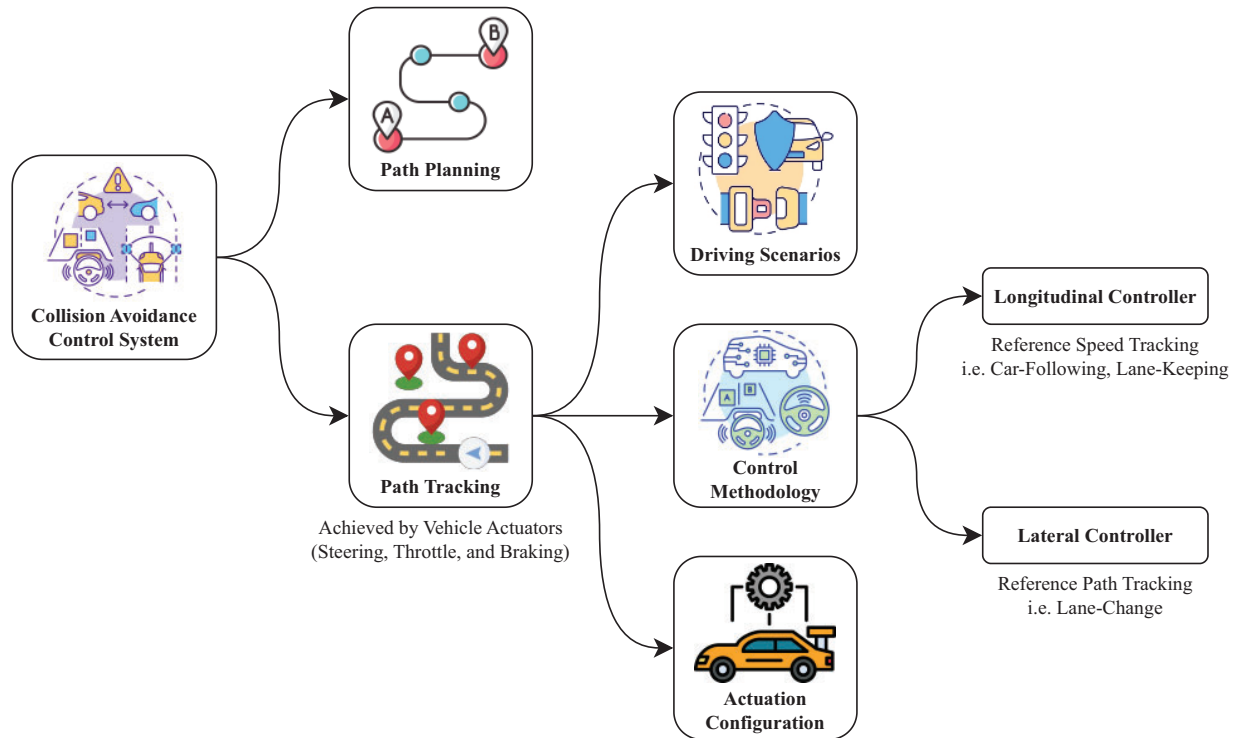 B
A
Path Planning
Collision Avoidance
Control System
Path Tracking
Achieved by Vehicle Actuators
(Steering, Throttle, and Braking)
Driving Scenarios
A
B
Control
Methodology
Actuation
Configuration
Longitudinal Controller
Reference Speed Tracking
i.e. Car-Following, Lane-Keeping
Lateral Controller
Reference Path Tracking
i.e. Lane-Change